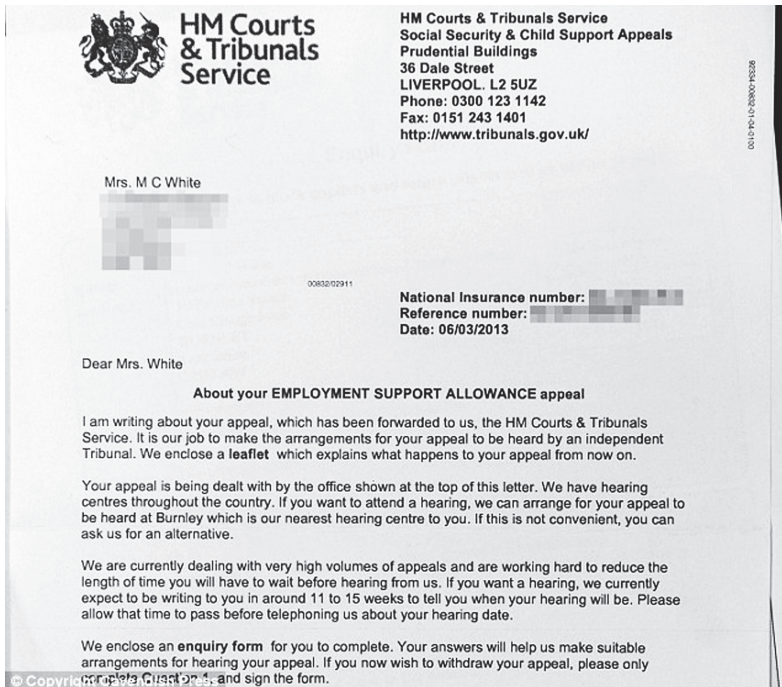 HM Courts
& Tribunals
Service
HM Courts & Tribunals Service
Social Security & Child Support Appeals
Prudential Buildings
36 Dale Street
LIVERPOOL. L2 5UZ
Phone: 0300 123 1142
Fax: 0151 243 1401
http://www.tribunals.gov.uk/
92334-00832-01-04-0100
Mrs. M C White
00832/02911
National Insurance number:
Reference number:
Date: 06/03/2013
Dear Mrs. White
About your EMPLOYMENT SUPPORT ALLOWANCE appeal
I am writing about your appeal, which has been forwarded to us, the HM Courts & Tribunals
Service. It is our job to make the arrangements for your appeal to be heard by an independent
Tribunal. We enclose a leaflet which explains what happens to your appeal from now on.
Your appeal is being dealt with by the office shown at the top of this letter. We have hearing
centres throughout the country. If you want to attend a hearing, we can arrange for your appeal to
be heard at Burnley which is our nearest hearing centre to you. If this is not convenient, you can
ask us for an alternative.
We are currently dealing with very high volumes of appeals and are working hard to reduce the
length of time you will have to wait before hearing from us. If you want a hearing, we currently
expect to be writing to you in around 11 to 15 weeks to tell you when your hearing will be. Please
allow that time to pass before telephoning us about your hearing date.
We enclose an enquiry form for you to complete. Your answers will help us make suitable
arrangements for hearing your appeal. If you now wish to withdraw your appeal, please only
complete Question 1, and sign the form.
© Copyright Cavendish Press